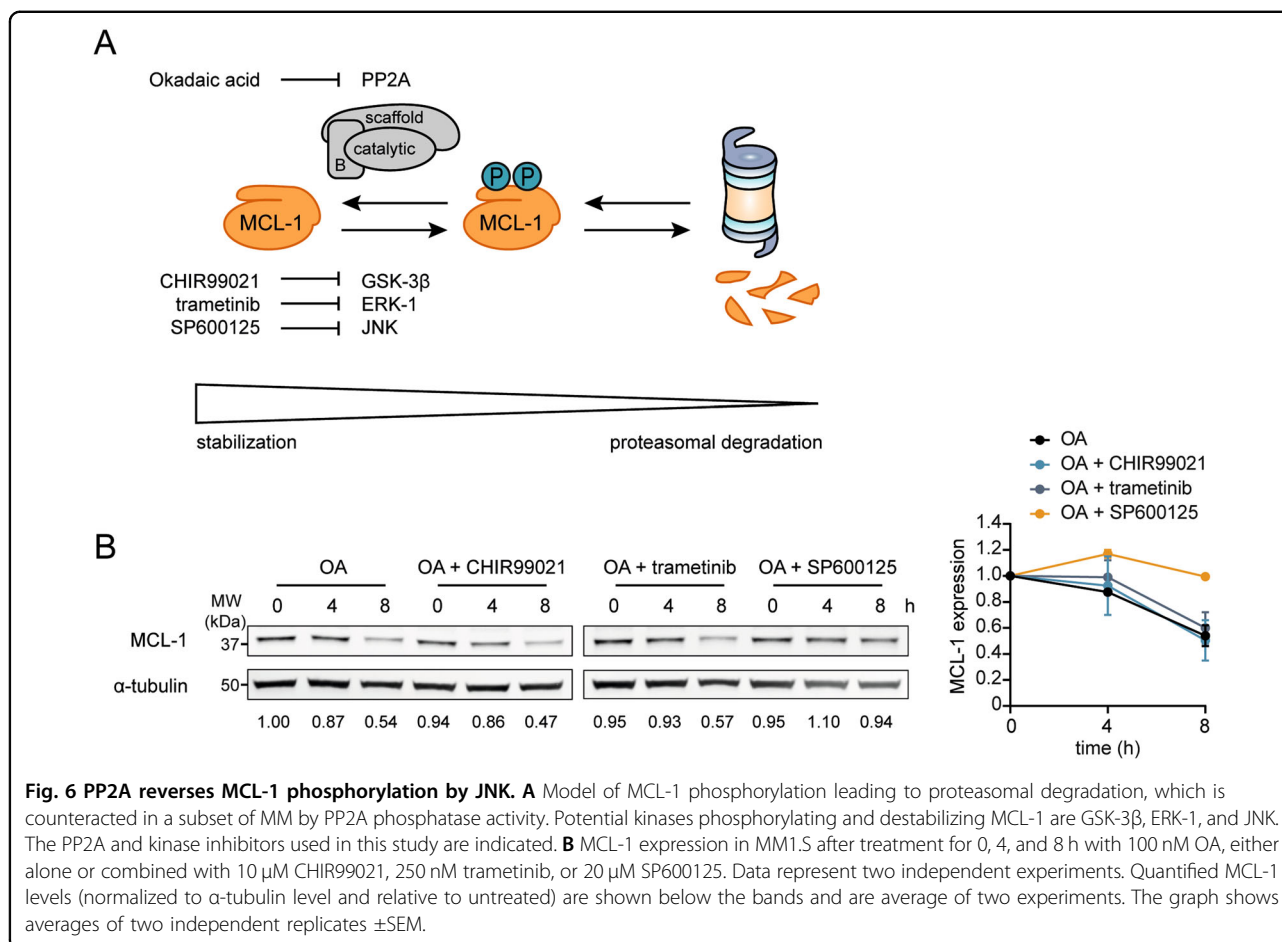 A
Okadaic acid PP2A
scaffold
catalytic
B
P P
MCL-1 MCL-1
CHIR99021 GSK-3β
trametinib ERK-1
SP600125 JNK
stabilization proteasomal degradation
B
OA OA + CHIR99021 OA + trametinib OA + SP600125
MW (kDa) 0 4 8 0 4 8 0 4 8 0 4 8 h
MCL-1 37
α-tubulin 50
1.00 0.87 0.54 0.94 0.86 0.47 0.95 0.93 0.57 0.95 1.10 0.94
OA
OA + CHIR99021
OA + trametinib
OA + SP600125
MCL-1 expression
1.4
1.2
1.0
0.8
0.6
0.4
0.2
0
0 4 8
time (h)
Fig. 6 PP2A reverses MCL-1 phosphorylation by JNK. A Model of MCL-1 phosphorylation leading to proteasomal degradation, which is
counteracted in a subset of MM by PP2A phosphatase activity. Potential kinases phosphorylating and destabilizing MCL-1 are GSK-3β, ERK-1, and JNK.
The PP2A and kinase inhibitors used in this study are indicated. B MCL-1 expression in MM1.S after treatment for 0, 4, and 8 h with 100 nM OA, either
alone or combined with 10 μM CHIR99021, 250 nM trametinib, or 20 μM SP600125. Data represent two independent experiments. Quantified MCL-1
levels (normalized to α-tubulin level and relative to untreated) are shown below the bands and are average of two experiments. The graph shows
averages of two independent replicates ±SEM.